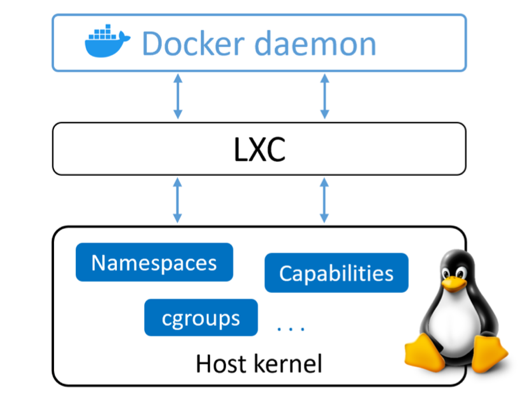 Docker daemon
LXC
Namespaces
Capabilities
cgroups
...
Host kernel